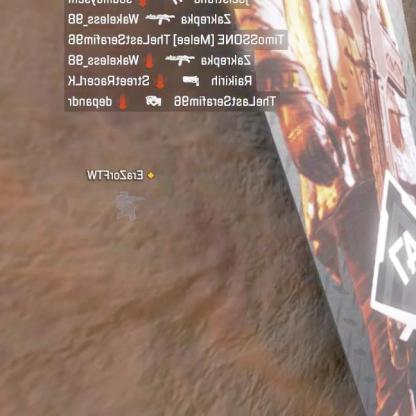 Zakrepka Wakeless_98
TimoSSONE [Melee] TheLastSerafim96
Zakrepka Wakeless_98
Raikirih StreetRacerLK
TheLastSerafim96 depandr
EraZorFTW